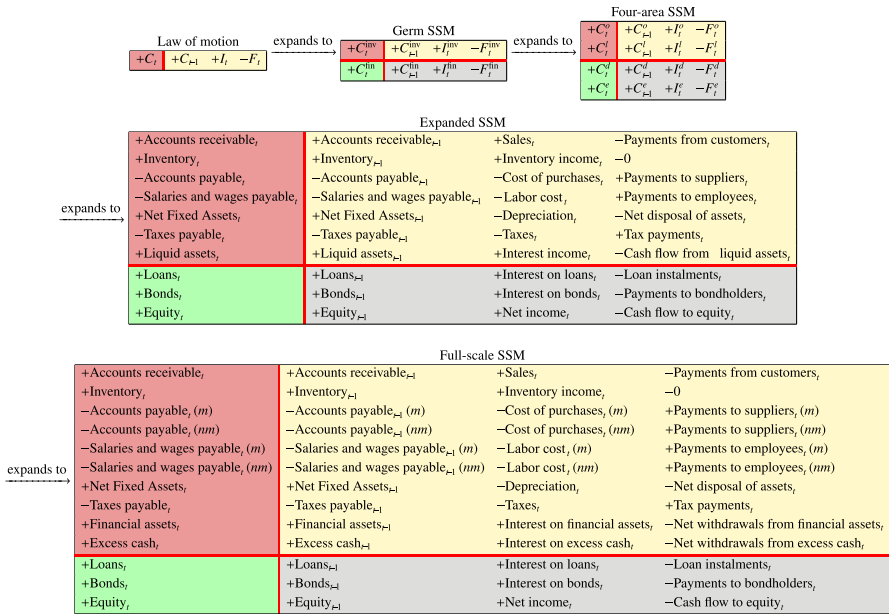 Law of motion
+C_t +C_{t-1} +I_t −F_t
expands to
Germ SSM
+C_t^{inv} +C_{t-1}^{inv} +I_t^{inv} −F_t^{inv}
+C_t^{fin} +C_{t-1}^{fin} +I_t^{fin} −F_t^{fin}
expands to
Four-area SSM
+C_t^o +C_{t-1}^o +I_t^o −F_t^o
+C_t^l +C_{t-1}^l +I_t^l −F_t^l
+C_t^d +C_{t-1}^d +I_t^d −F_t^d
+C_t^e +C_{t-1}^e +I_t^e −F_t^e
Expanded SSM
expands to
+Accounts receivable_t +Accounts receivable_{t-1} +Sales_t −Payments from customers_t
+Inventory_t +Inventory_{t-1} +Inventory income_t −0
−Accounts payable_t −Accounts payable_{t-1} −Cost of purchases_t +Payments to suppliers_t
−Salaries and wages payable_t −Salaries and wages payable_{t-1} −Labor cost_t +Payments to employees_t
+Net Fixed Assets_t +Net Fixed Assets_{t-1} −Depreciation_t −Net disposal of assets_t
−Taxes payable_t −Taxes payable_{t-1} −Taxes_t +Tax payments_t
+Liquid assets_t +Liquid assets_{t-1} +Interest income_t −Cash flow from liquid assets_t
+Loans_t +Loans_{t-1} +Interest on loans_t −Loan instalments_t
+Bonds_t +Bonds_{t-1} +Interest on bonds_t −Payments to bondholders_t
+Equity_t +Equity_{t-1} +Net income_t −Cash flow to equity_t
Full-scale SSM
expands to
+Accounts receivable_t +Accounts receivable_{t-1} +Sales_t −Payments from customers_t
+Inventory_t +Inventory_{t-1} +Inventory income_t −0
−Accounts payable_t (m) −Accounts payable_{t-1} (m) −Cost of purchases_t (m) +Payments to suppliers_t (m)
−Accounts payable_t (nm) −Accounts payable_{t-1} (nm) −Cost of purchases_t (nm) +Payments to suppliers_t (nm)
−Salaries and wages payable_t (m) −Salaries and wages payable_{t-1} (m) −Labor cost_t (m) +Payments to employees_t (m)
−Salaries and wages payable_t (nm) −Salaries and wages payable_{t-1} (nm) −Labor cost_t (nm) +Payments to employees_t (nm)
+Net Fixed Assets_t +Net Fixed Assets_{t-1} −Depreciation_t −Net disposal of assets_t
−Taxes payable_t −Taxes payable_{t-1} −Taxes_t +Tax payments_t
+Financial assets_t +Financial assets_{t-1} +Interest on financial assets_t −Net withdrawals from financial assets_t
+Excess cash_t +Excess cash_{t-1} +Interest on excess cash_t −Net withdrawals from excess cash_t
+Loans_t +Loans_{t-1} +Interest on loans_t −Loan instalments_t
+Bonds_t +Bonds_{t-1} +Interest on bonds_t −Payments to bondholders_t
+Equity_t +Equity_{t-1} +Net income_t −Cash flow to equity_t